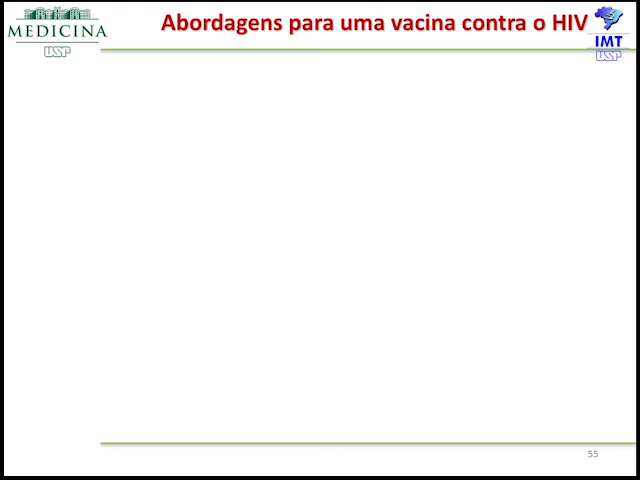 Abordagens para uma vacina contra o HIV
MEDICINA
USP
IMT
USP
55